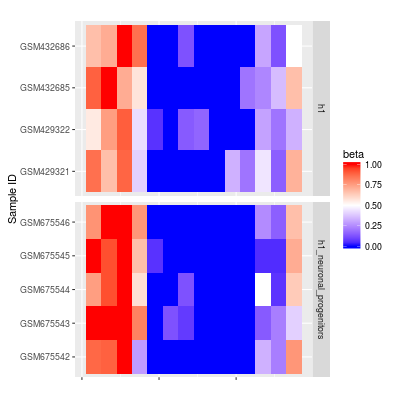 Sample ID
GSM432686
GSM432685
GSM429322
GSM429321
h1
GSM675546
GSM675545
GSM675544
GSM675543
GSM675542
h1_neuronal_progenitors
beta
1.00
0.75
0.50
0.25
0.00